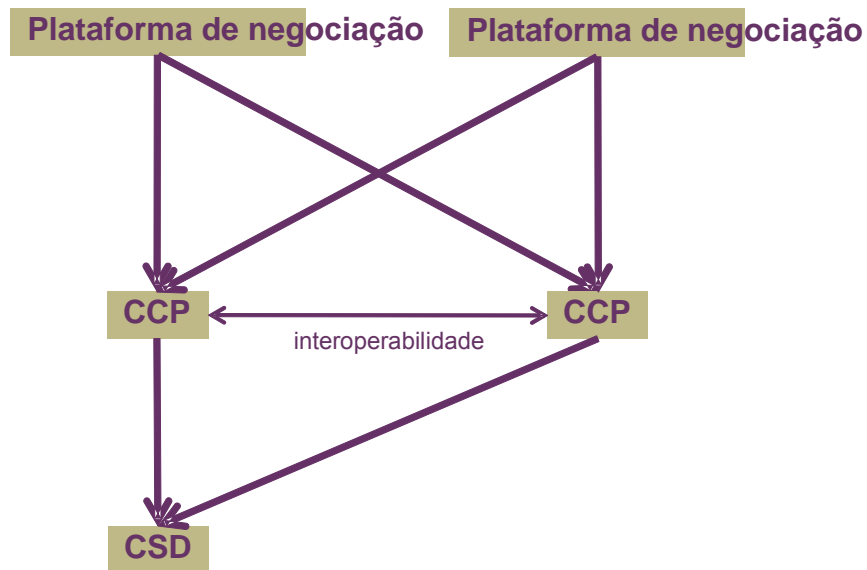 Plataforma de negociação
Plataforma de negociação
CCP
CCP
interoperabilidade
CSD